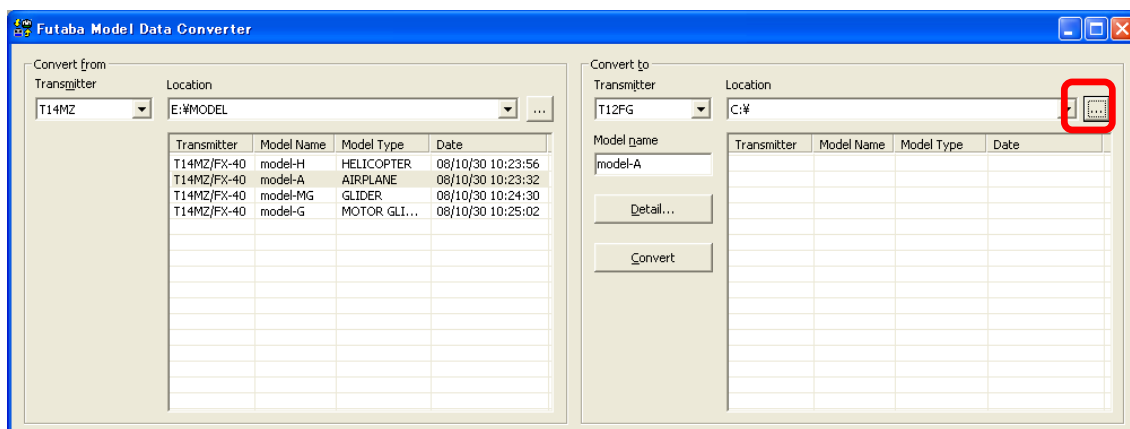 Futaba Model Data Converter
Convert from
Transmitter Location
T14MZ E:¥MODEL ...
Transmitter Model Name Model Type Date
T14MZ/FX-40 model-H HELICOPTER 08/10/30 10:23:56
T14MZ/FX-40 model-A AIRPLANE 08/10/30 10:23:32
T14MZ/FX-40 model-MG GLIDER 08/10/30 10:24:30
T14MZ/FX-40 model-G MOTOR GLI... 08/10/30 10:25:02
Convert to
Transmitter Location
T12FG C:¥ ...
Model name
model-A
Detail...
Convert
Transmitter Model Name Model Type Date